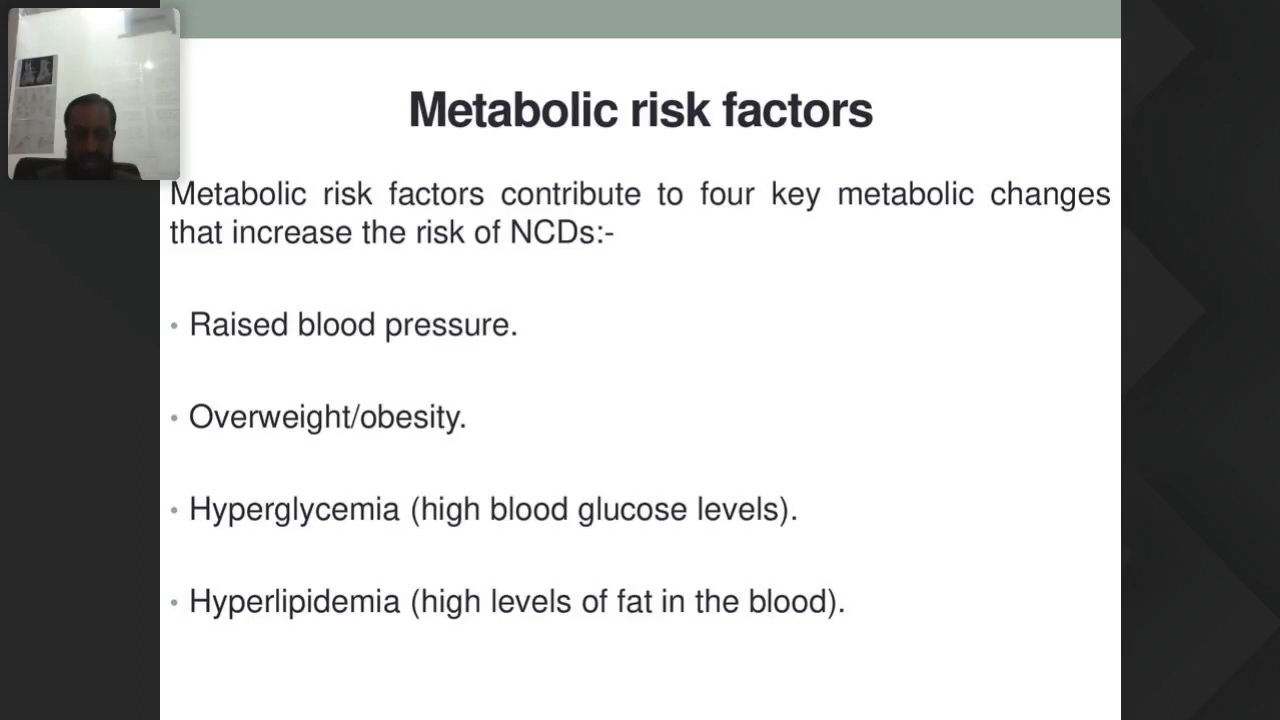 Metabolic risk factors
Metabolic risk factors contribute to four key metabolic changes
that increase the risk of NCDs:-
• Raised blood pressure.
• Overweight/obesity.
• Hyperglycemia (high blood glucose levels).
• Hyperlipidemia (high levels of fat in the blood).